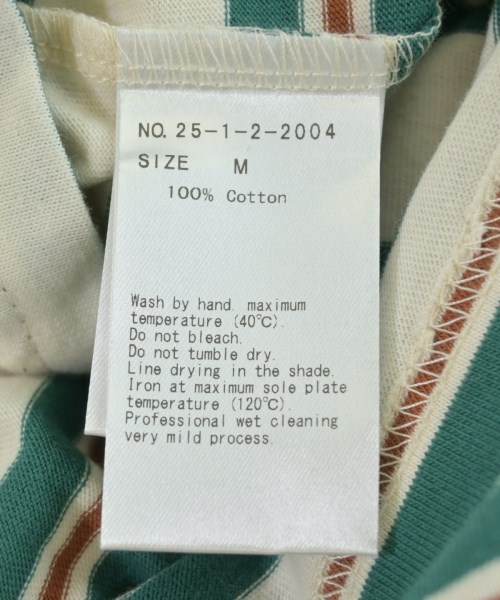 NO. 25-1-2-2004
SIZE M
100% Cotton
Wash by hand. maximum
temperature (40℃).
Do not bleach.
Do not tumble dry.
Line drying in the shade.
Iron at maximum sole plate
temperature (120℃).
Professional wet cleaning
very mild process.